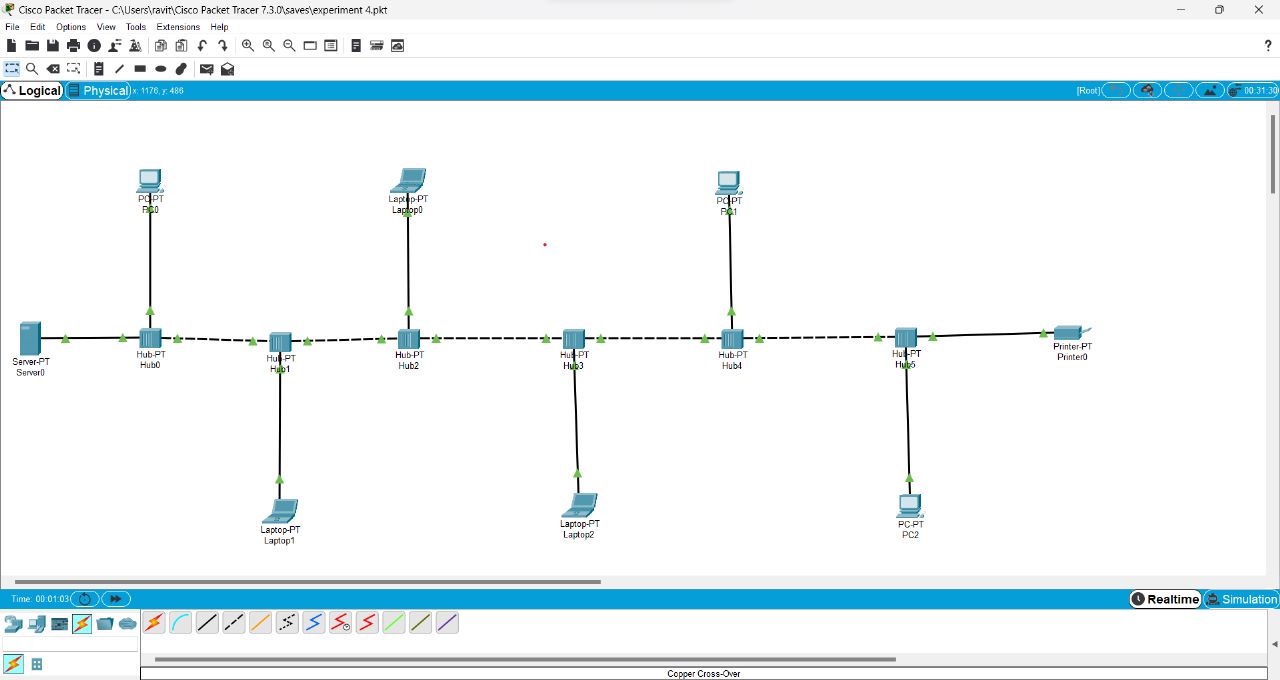 Cisco Packet Tracer - C:\Users\ravit\Cisco Packet Tracer 7.3.0\saves\experiment 4.pkt
File Edit Options View Tools Extensions Help
?
Logical Physical x: 1176, y: 486 [Root] 00:31:30
PC-PT
PC0
Laptop-PT
Laptop0
PC-PT
PC1
Server-PT
Server0
Hub-PT
Hub0
Hub-PT
Hub1
Hub-PT
Hub2
Hub-PT
Hub3
Hub-PT
Hub4
Hub-PT
Hub5
Printer-PT
Printer0
Laptop-PT
Laptop1
Laptop-PT
Laptop2
PC-PT
PC2
Time: 00:01:03 Realtime Simulation
Copper Cross-Over